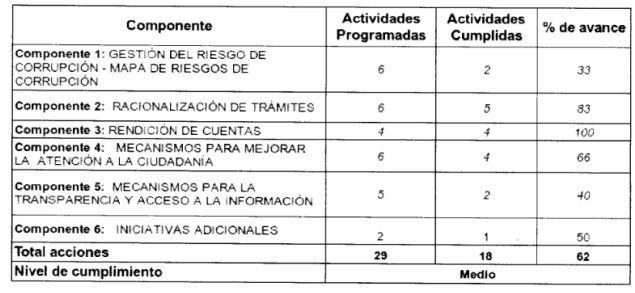 Componente Actividades Programadas Actividades Cumplidas % de avance
Componente 1: GESTIÓN DEL RIESGO DE
CORRUPCIÓN - MAPA DE RIESGOS DE
CORRUPCIÓN 6 2 33
Componente 2: RACIONALIZACIÓN DE TRÁMITES 6 5 83
Componente 3: RENDICIÓN DE CUENTAS 4 4 100
Componente 4: MECANISMOS PARA MEJORAR
LA ATENCIÓN A LA CIUDADANÍA 6 4 66
Componente 5: MECANISMOS PARA LA
TRANSPARENCIA Y ACCESO A LA INFORMACIÓN 5 2 40
Componente 6: INICIATIVAS ADICIONALES 2 1 50
Total acciones 29 18 62
Nivel de cumplimiento Medio